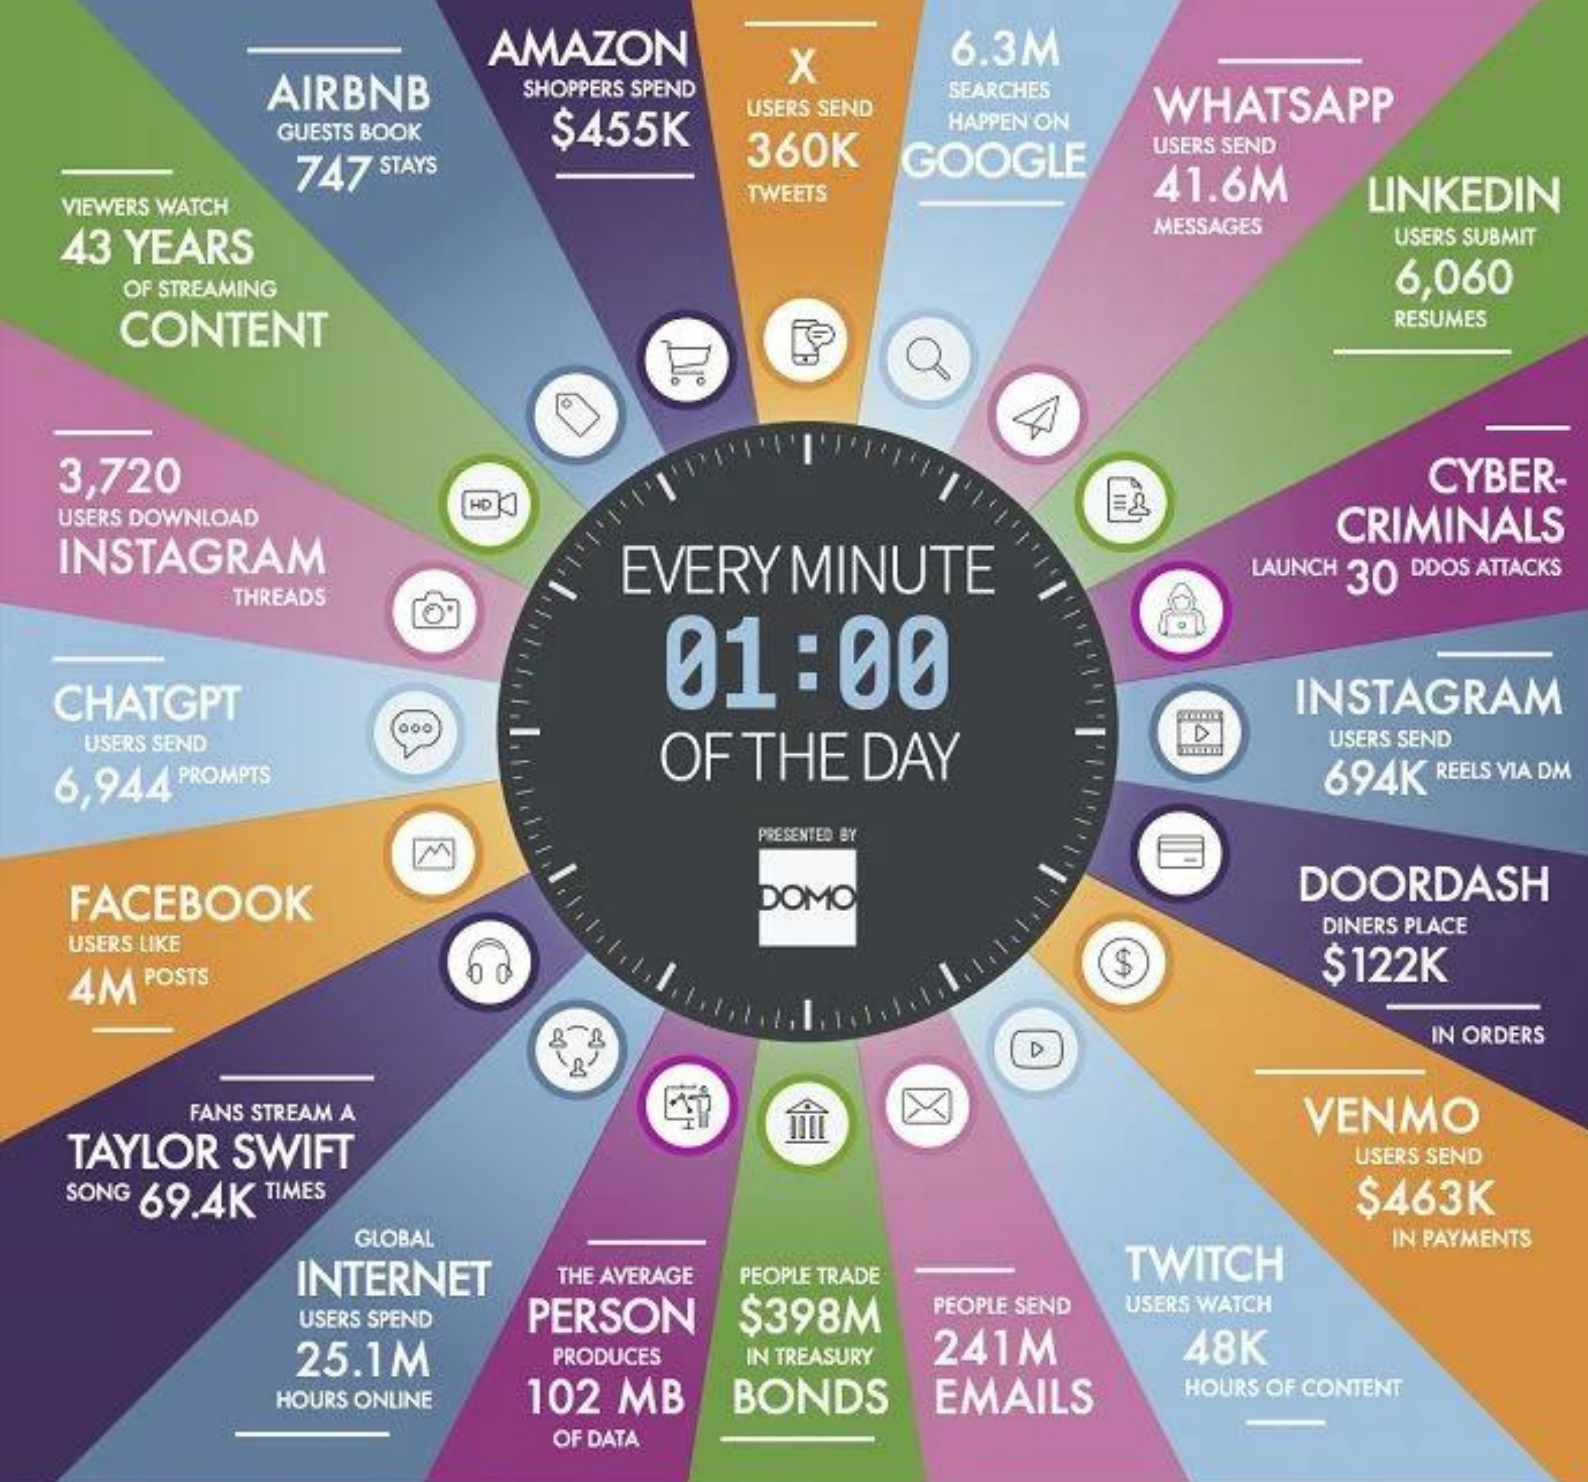 AIRBNB
GUESTS BOOK
747 STAYS
AMAZON
SHOPPERS SPEND
$455K
X
USERS SEND
360K
TWEETS
6.3M
SEARCHES
HAPPEN ON
GOOGLE
WHATSAPP
USERS SEND
41.6M
MESSAGES
LINKEDIN
USERS SUBMIT
6,060
RESUMES
CYBER-
CRIMINALS
LAUNCH 30 DDOS ATTACKS
INSTAGRAM
USERS SEND
694K REELS VIA DM
DOORDASH
DINERS PLACE
$122K
IN ORDERS
VENMO
USERS SEND
$463K
IN PAYMENTS
TWITCH
USERS WATCH
48K
HOURS OF CONTENT
PEOPLE SEND
241M
EMAILS
PEOPLE TRADE
$398M
IN TREASURY
BONDS
THE AVERAGE
PERSON
PRODUCES
102 MB
OF DATA
GLOBAL
INTERNET
USERS SPEND
25.1M
HOURS ONLINE
FANS STREAM A
TAYLOR SWIFT
SONG 69.4K TIMES
FACEBOOK
USERS LIKE
4M POSTS
CHATGPT
USERS SEND
6,944 PROMPTS
3,720
USERS DOWNLOAD
INSTAGRAM
THREADS
VIEWERS WATCH
43 YEARS
OF STREAMING
CONTENT
HD
$
EVERY MINUTE
01:00
OF THE DAY
PRESENTED BY
DOMO